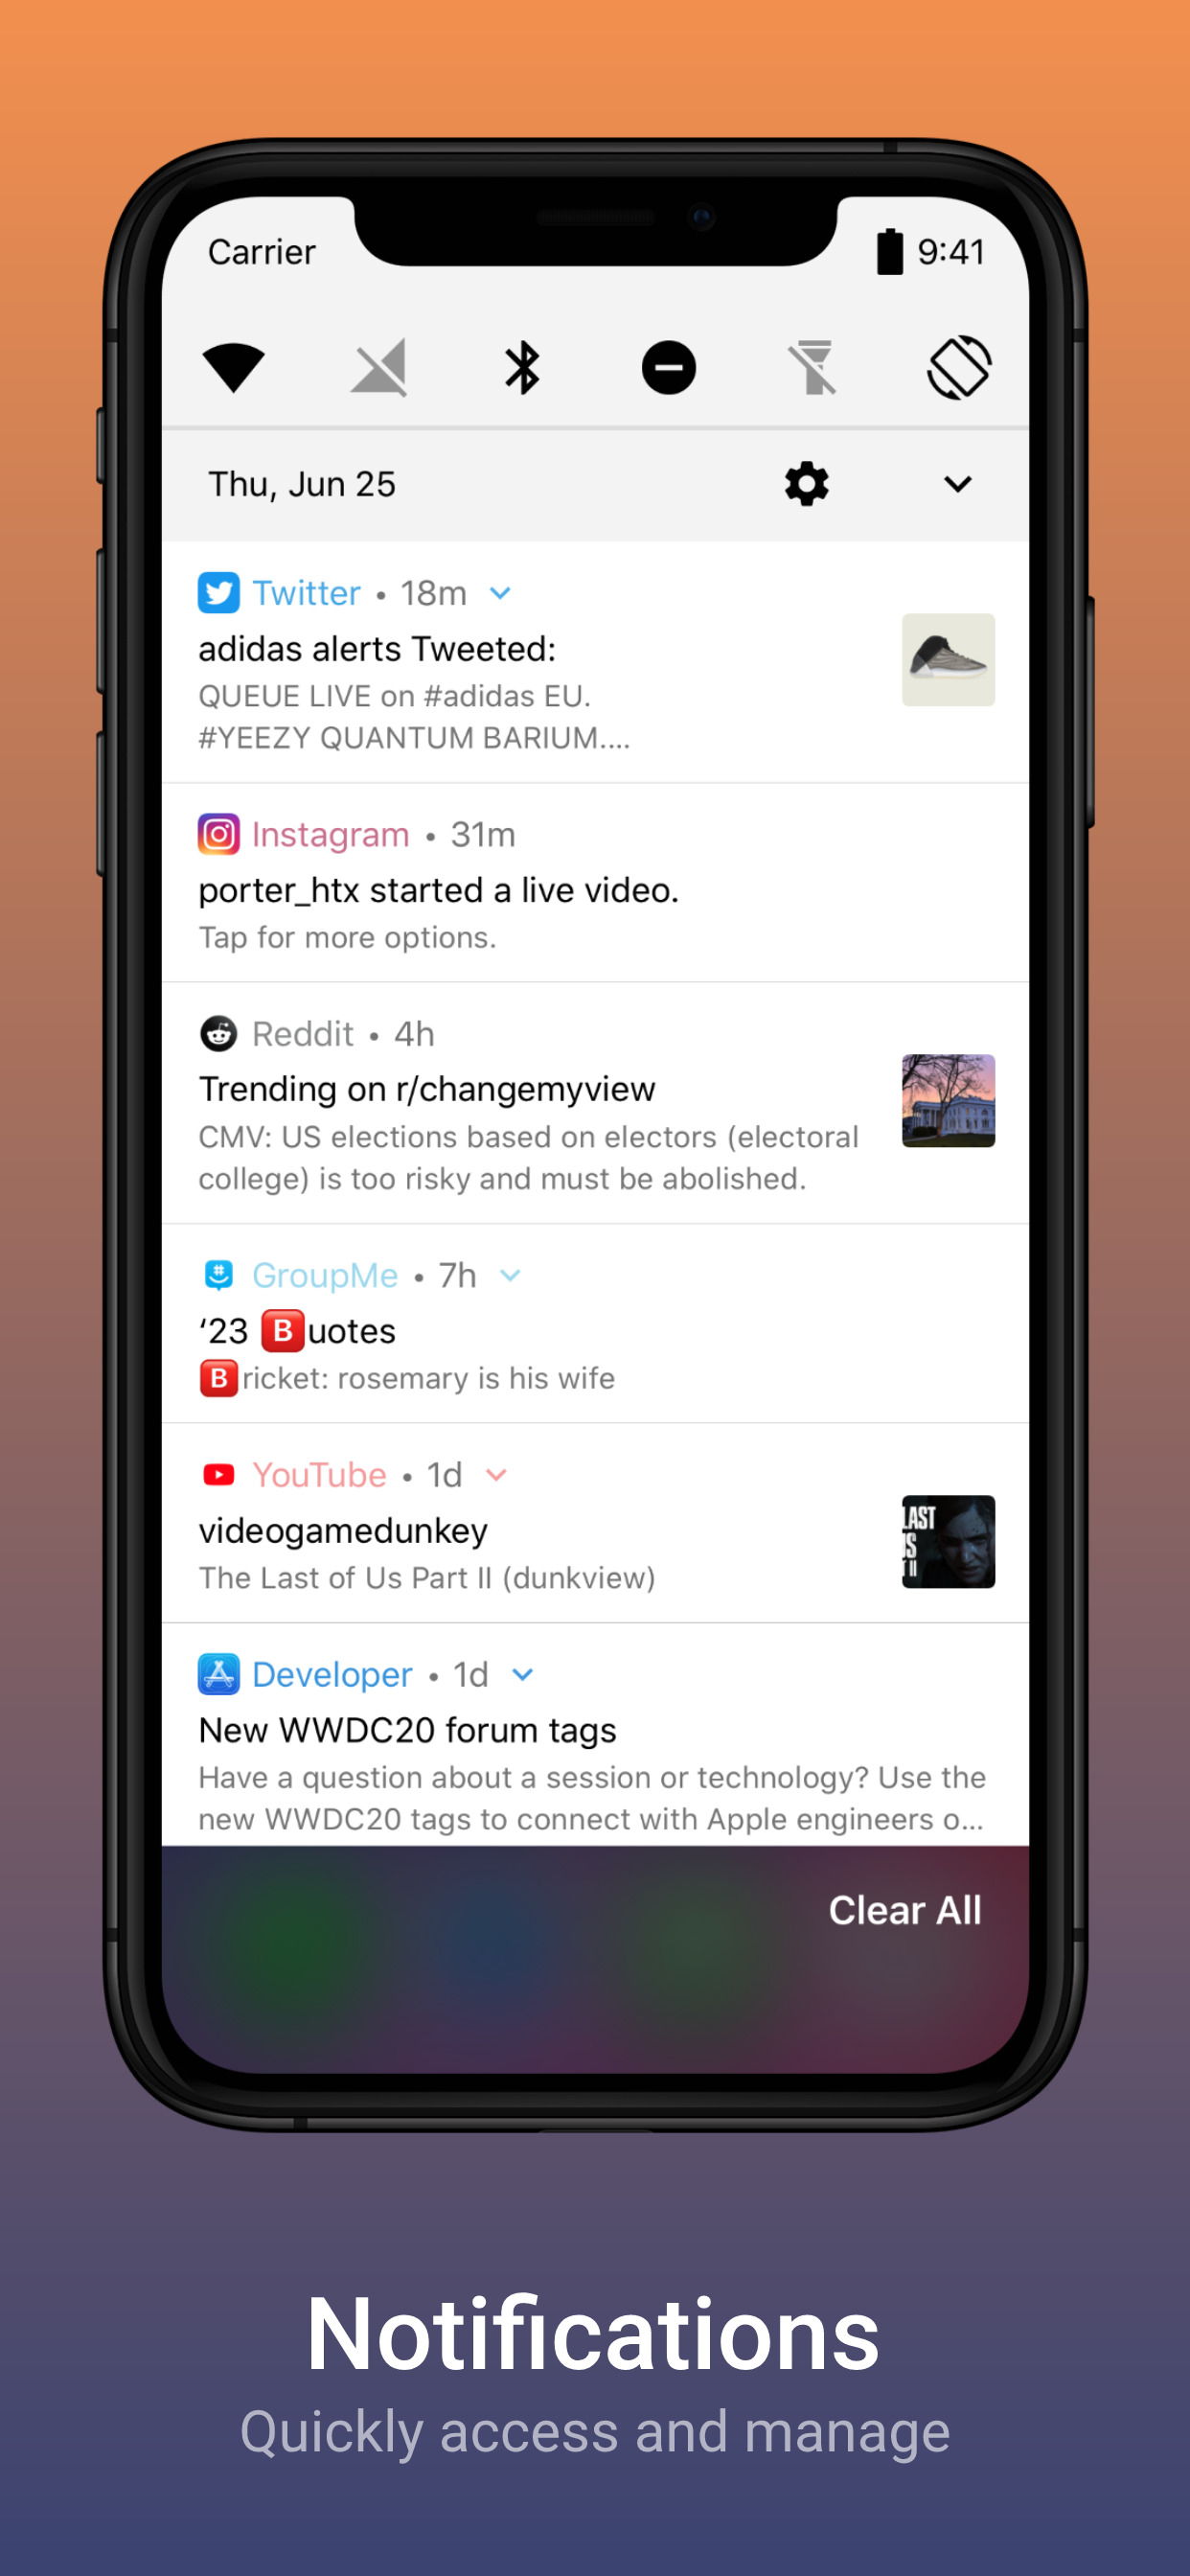 Carrier
9:41
Thu, Jun 25
Twitter • 18m
adidas alerts Tweeted:
QUEUE LIVE on #adidas EU.
#YEEZY QUANTUM BARIUM....
Instagram • 31m
porter_htx started a live video.
Tap for more options.
Reddit • 4h
Trending on r/changemyview
CMV: US elections based on electors (electoral
college) is too risky and must be abolished.
GroupMe • 7h
‘23 🅱️uotes
🅱️ricket: rosemary is his wife
YouTube • 1d
videogamedunkey
The Last of Us Part II (dunkview)
LAST
US
II
Developer • 1d
New WWDC20 forum tags
Have a question about a session or technology? Use the
new WWDC20 tags to connect with Apple engineers o...
Clear All
Notifications
Quickly access and manage